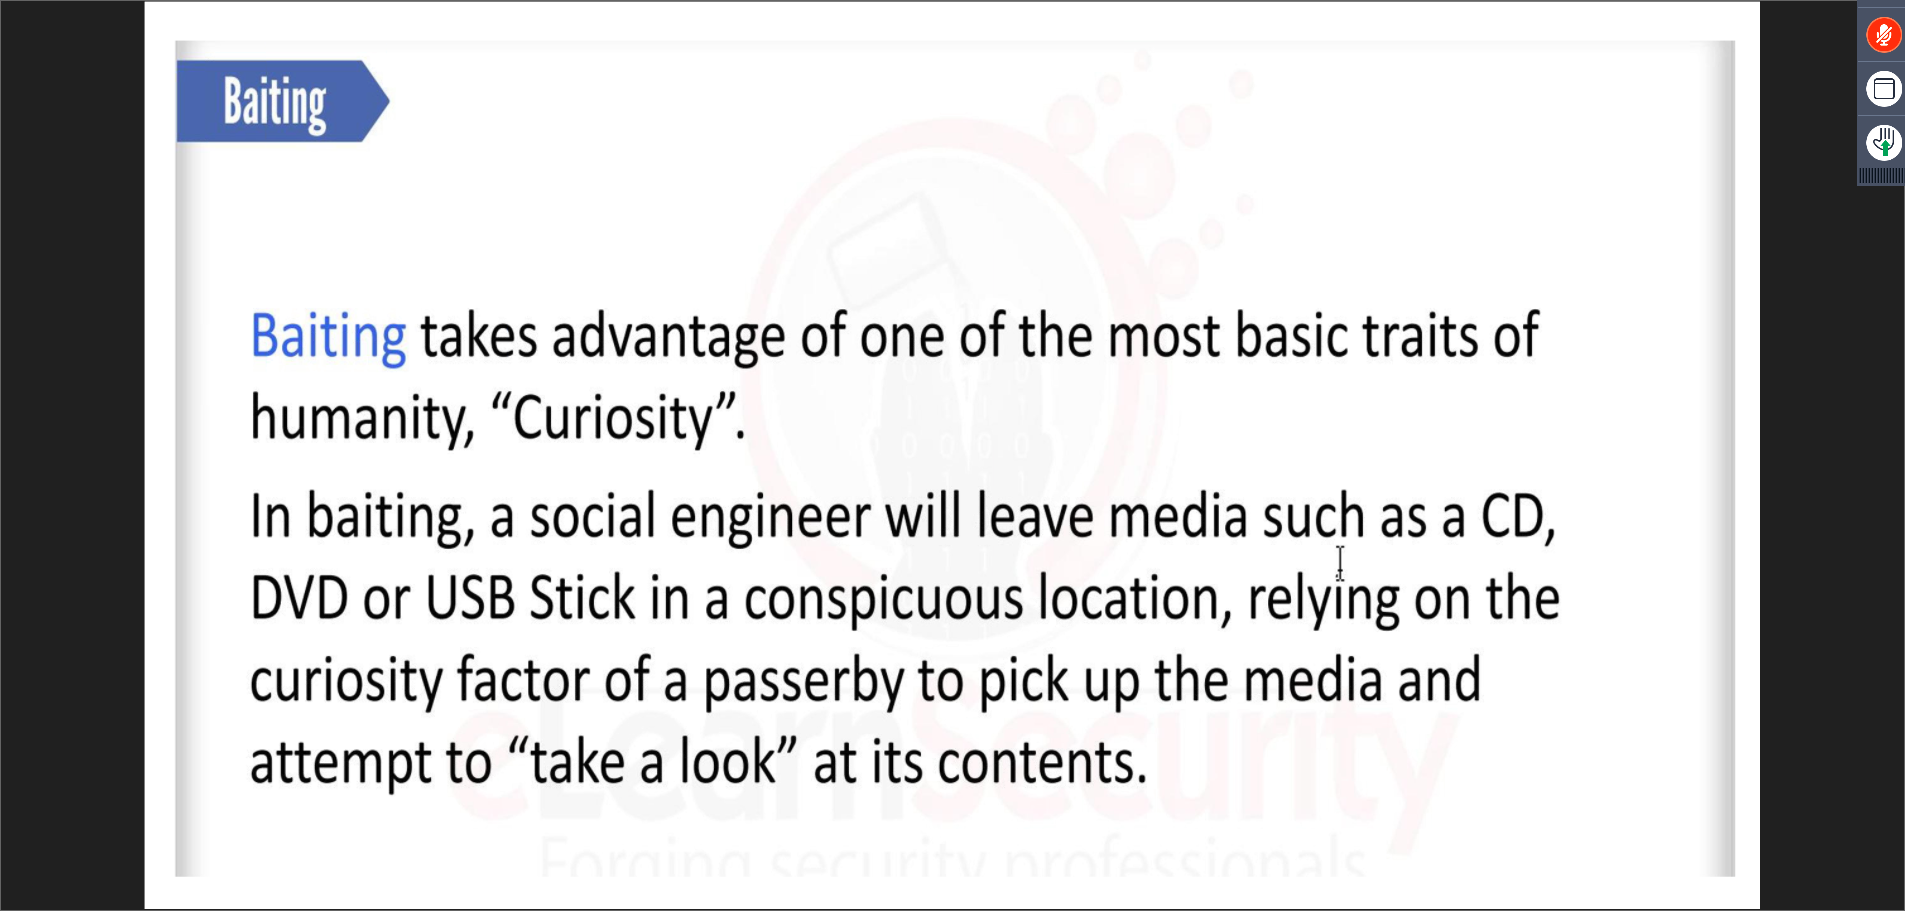 Baiting
Baiting takes advantage of one of the most basic traits of
humanity, “Curiosity”.
In baiting, a social engineer will leave media such as a CD,
DVD or USB Stick in a conspicuous location, relying on the
curiosity factor of a passerby to pick up the media and
attempt to “take a look” at its contents.
eLearnSecurity
Forging security professionals